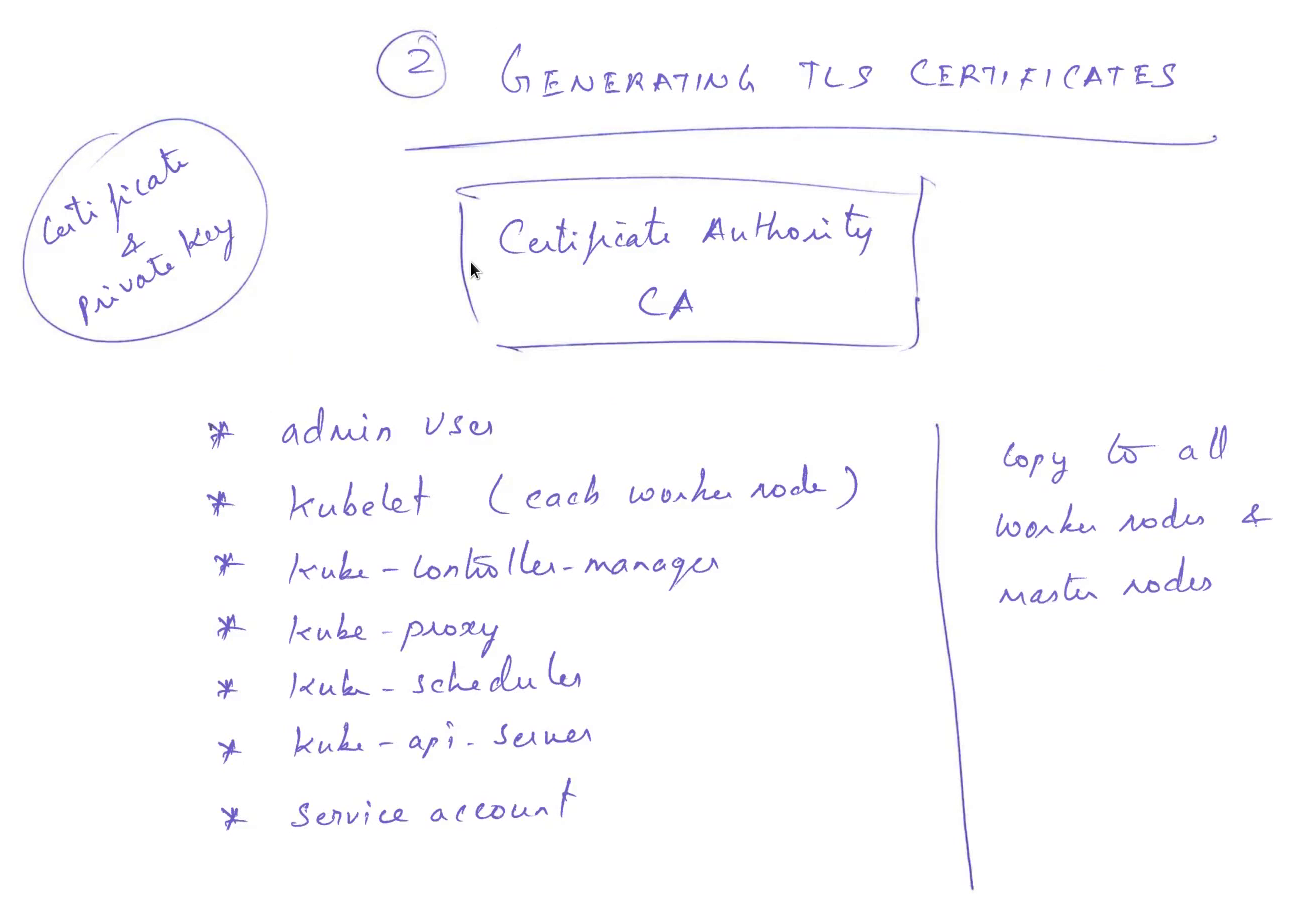 2 GENERATING TLS CERTIFICATES
Certificate
&
private key
Certificate Authority
CA
* admin user
* kubelet (each worker node)
* kube-controller-manager
* kube-proxy
* kube-scheduler
* kube-api-server
* service account
copy to all
worker nodes &
master nodes